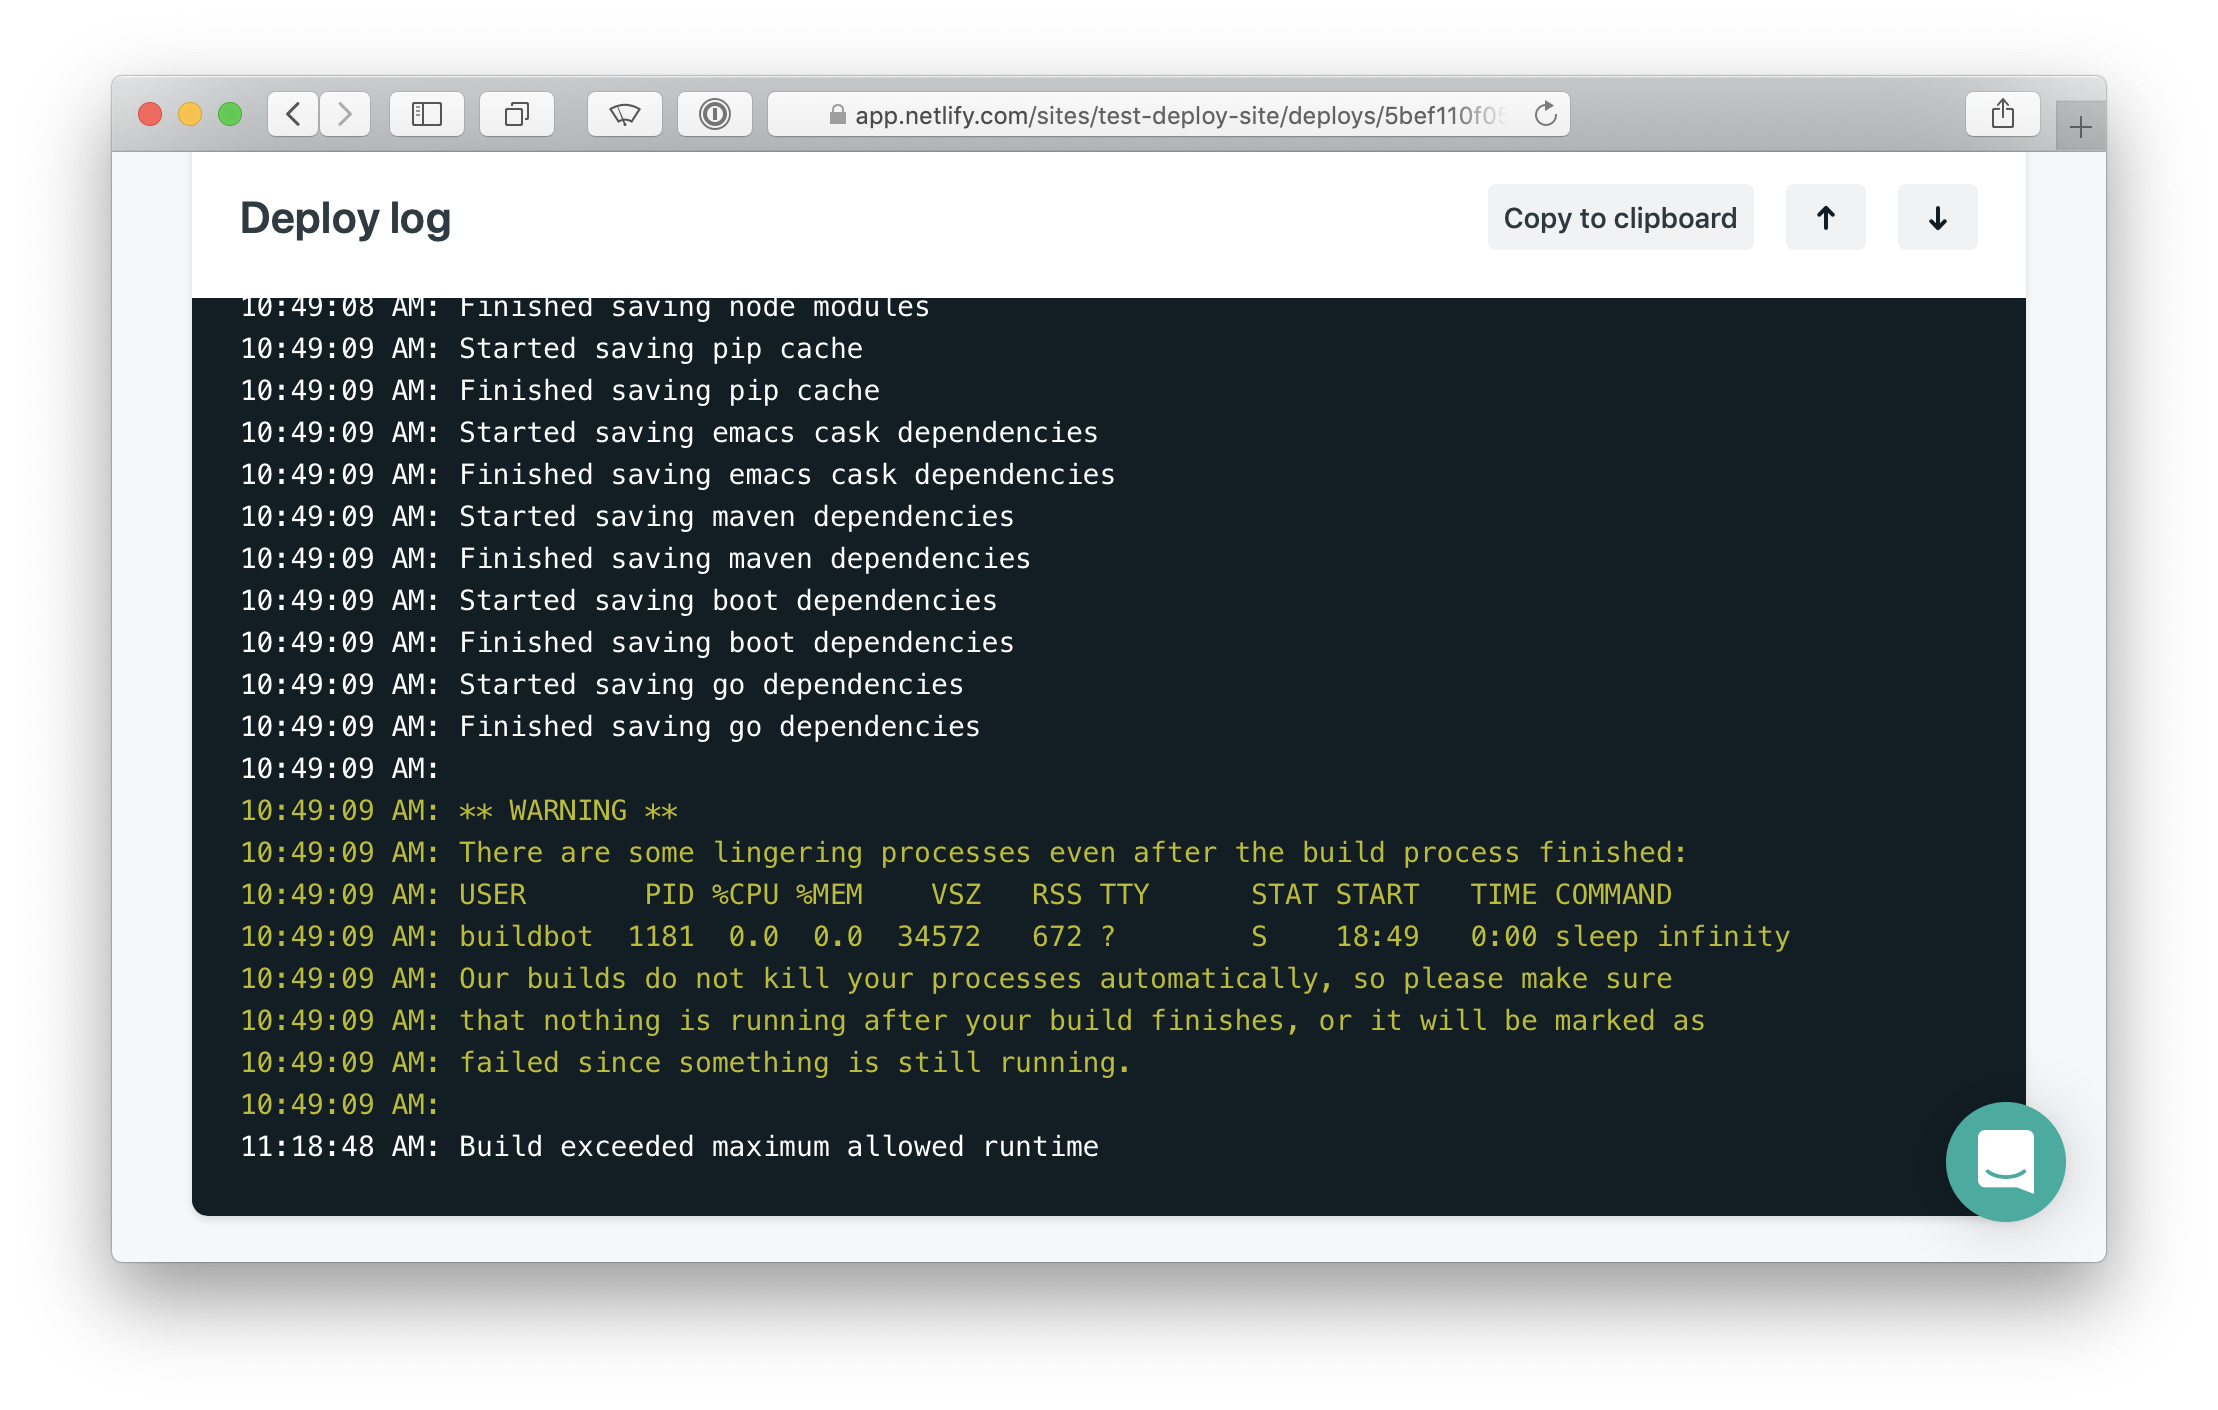 app.netlify.com/sites/test-deploy-site/deploys/5bef110f05
Deploy log
Copy to clipboard
10:49:08 AM: Finished saving node modules
10:49:09 AM: Started saving pip cache
10:49:09 AM: Finished saving pip cache
10:49:09 AM: Started saving emacs cask dependencies
10:49:09 AM: Finished saving emacs cask dependencies
10:49:09 AM: Started saving maven dependencies
10:49:09 AM: Finished saving maven dependencies
10:49:09 AM: Started saving boot dependencies
10:49:09 AM: Finished saving boot dependencies
10:49:09 AM: Started saving go dependencies
10:49:09 AM: Finished saving go dependencies
10:49:09 AM:
10:49:09 AM: ** WARNING **
10:49:09 AM: There are some lingering processes even after the build process finished:
10:49:09 AM: USER       PID %CPU %MEM    VSZ   RSS TTY      STAT START   TIME COMMAND
10:49:09 AM: buildbot  1181  0.0  0.0  34572   672 ?        S    18:49   0:00 sleep infinity
10:49:09 AM: Our builds do not kill your processes automatically, so please make sure
10:49:09 AM: that nothing is running after your build finishes, or it will be marked as
10:49:09 AM: failed since something is still running.
10:49:09 AM:
11:18:48 AM: Build exceeded maximum allowed runtime